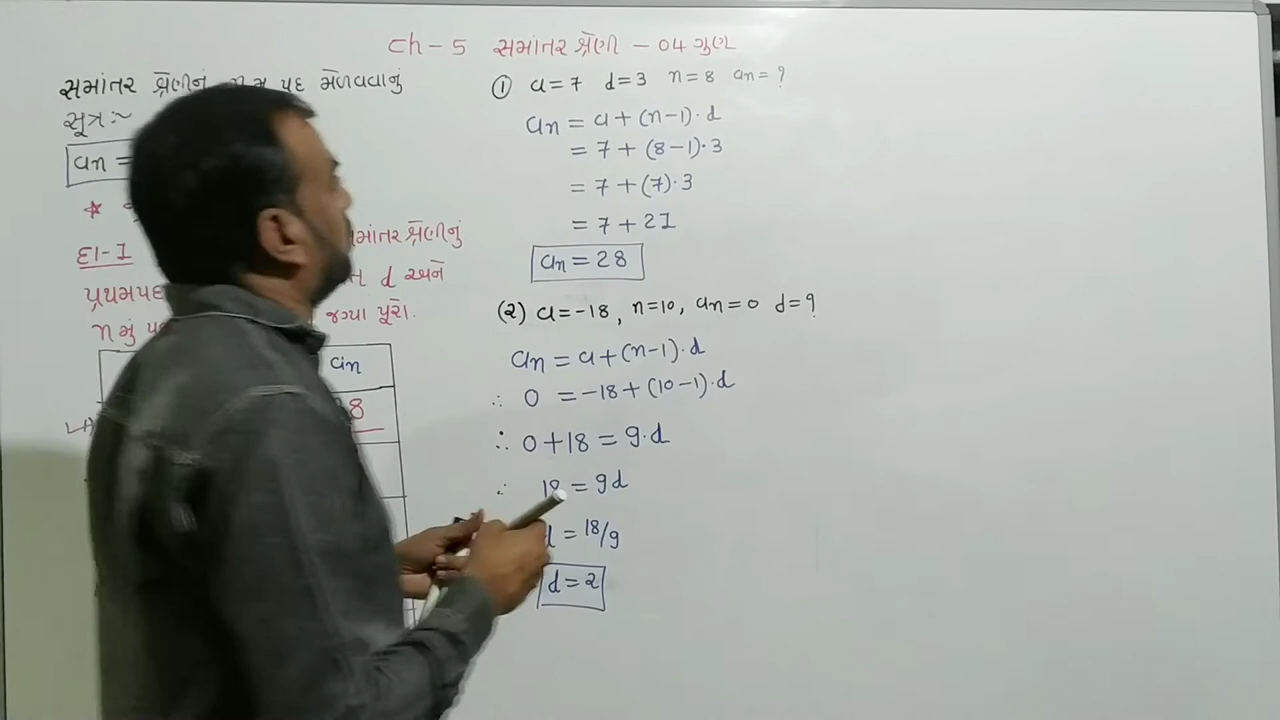 Ch - 5 સમાંતર શ્રેણી - 04 ગુણ
સમાંતર શ્રેણીનું મ પદ મેળવવાનું
સૂત્ર :~
an =
*
દા-1 સમાંતર શ્રેણીનું
પ્રથમપદ d અને
n મું જગ્યા પૂરો.
an
8
① a=7 d=3 n=8 an=?
an = a+(n-1)·d
= 7+(8-1)·3
= 7+(7)·3
= 7+21
an = 28
(૨) a=-18, n=10, an=0 d=?
an = a+(n-1)·d
∴ 0 = -18+(10-1)·d
∴ 0+18 = 9·d
∴ 18 = 9d
d = 18/9
d=2